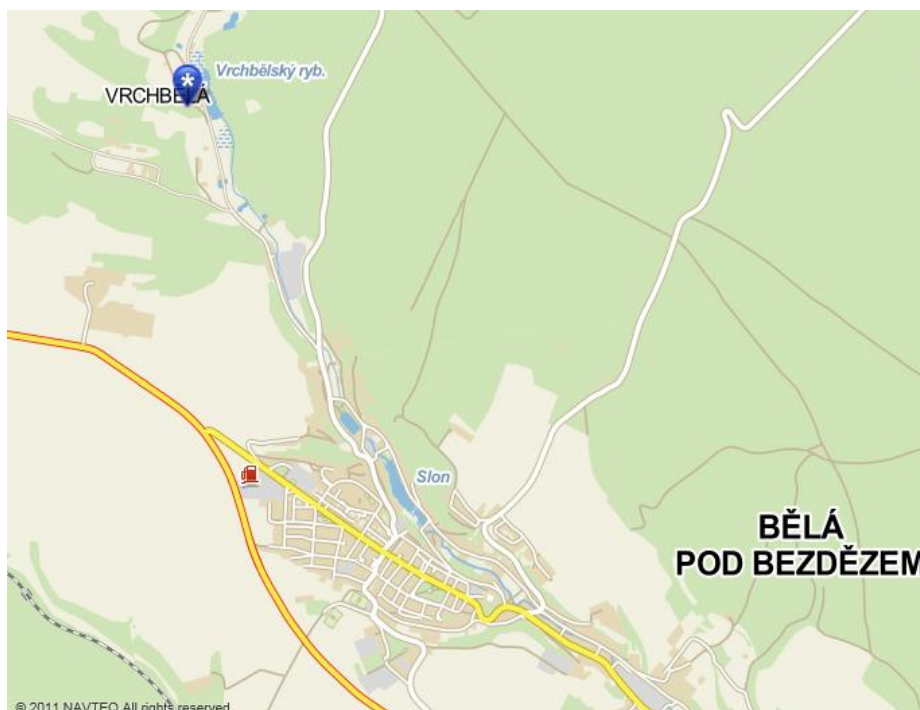 Vrchbělský ryb.
VRCHBĚLÁ
Slon
BĚLÁ
POD BEZDĚZEM
© 2011 NAVTEQ All rights reserved.